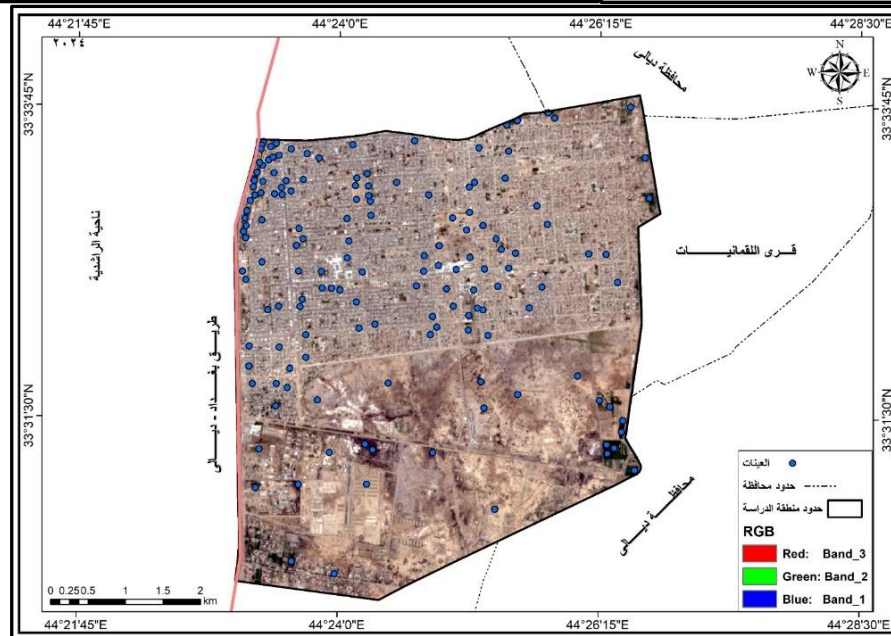 44°21'45"E 44°24'0"E 44°26'15"E 44°28'30"E
٢٠٢٤
محافظة ديالى
N
W E
S
33°33'45"N 33°33'45"N
ناحية الراشدية
قرى اللقمانيات
طريق بغداد - ديالى
33°31'30"N 33°31'30"N
محافظة ديالى
العينات
حدود محافظة
حدود منطقة الدراسة
RGB
Red: Band_3
Green: Band_2
Blue: Band_1
0 0.25 0.5 1 1.5 2
km
44°21'45"E 44°24'0"E 44°26'15"E 44°28'30"E